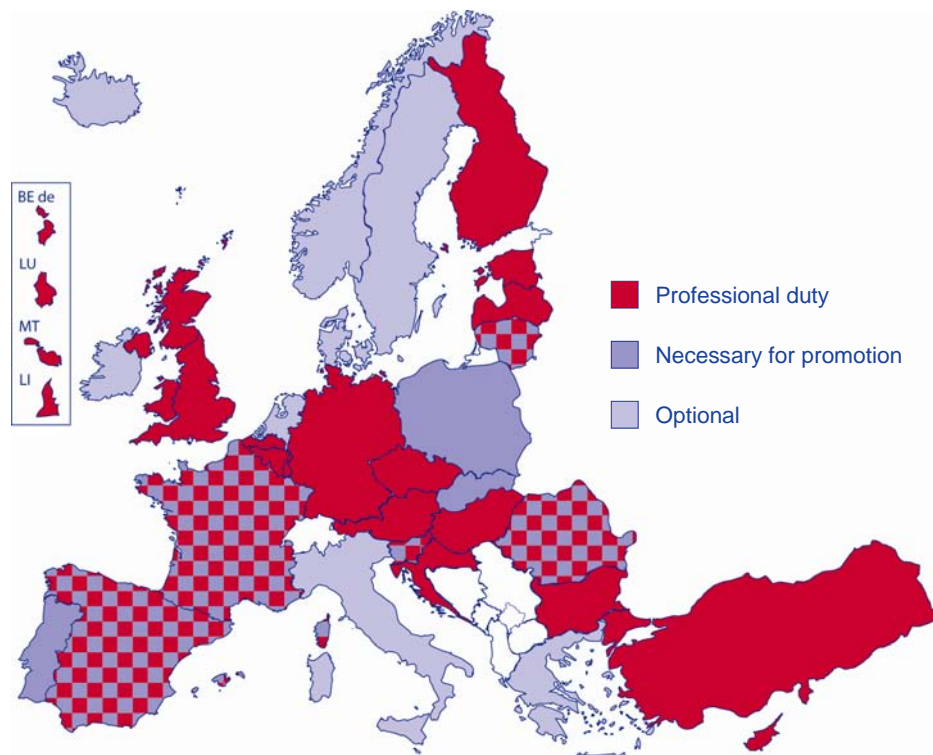 BE de
LU
MT
LI
Professional duty
Necessary for promotion
Optional